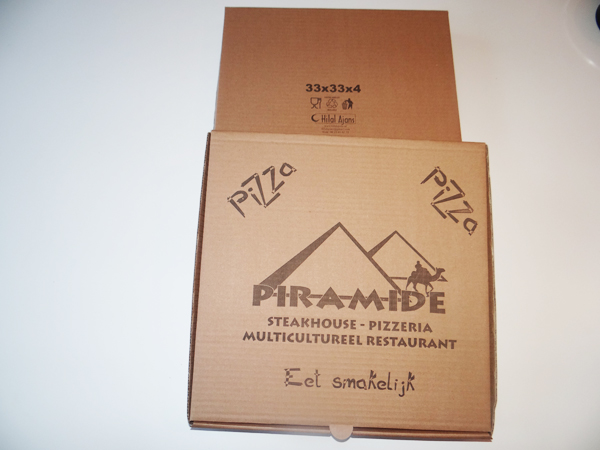 33x33x4
Hilal Ajans
PiZZa
PiZZa
PIRAMIDE
STEAKHOUSE - PIZZERIA
MULTICULTUREEL RESTAURANT
Eet smakelijk